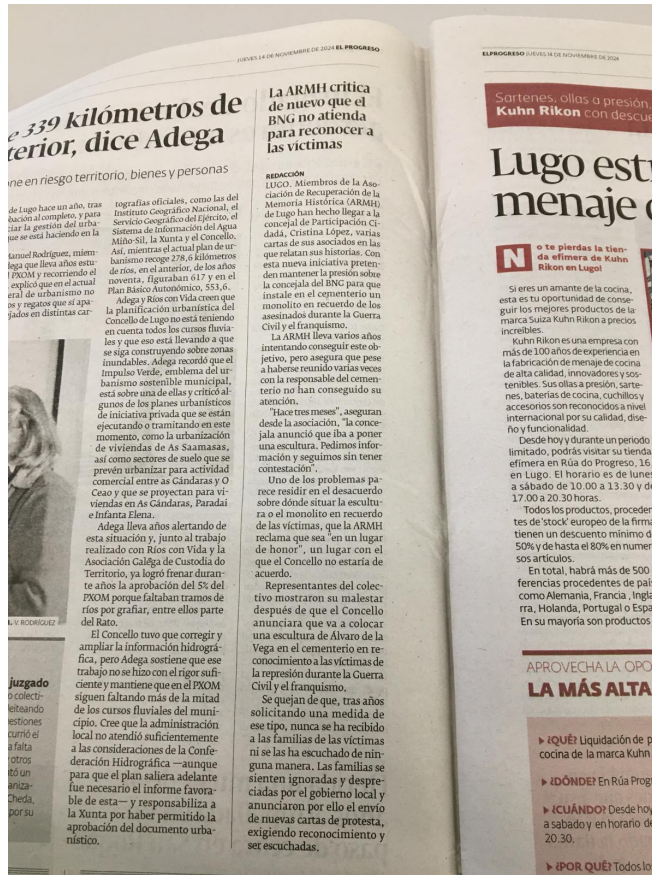 JUEVES 14 DE NOVIEMBRE DE 2024 EL PROGRESO
e 339 kilómetros de
terior, dice Adega
one en riesgo territorio, bienes y personas
de Lugo hace un año, tras
bación al completo, y para
ciar la gestión del urba-
que se está haciendo en la
Manuel Rodríguez, miem-
dega que lleva años estu-
PXOM y recorriendo el
explicó que en el actual
eral de urbanismo no
os y regatos que sí apa-
ejados en distintas car-
L. V. RODRÍGUEZ
juzgado
o colecti-
leiteando
estiones
currió el
a falta
otros
tó un
aniza-
Cheda,
por su
tografías oficiales, como las del
Instituto Geográfico Nacional, el
Servicio Geográfico del Ejército, el
Sistema de Información del Agua
Miño-Sil, la Xunta y el Concello.
Así, mientras el actual plan de ur-
banismo recoge 278,6 kilómetros
de ríos, en el anterior, de los años
noventa, figuraban 617 y en el
Plan Básico Autonómico, 553,6.
Adega y Ríos con Vida creen que
la planificación urbanística del
Concello de Lugo no está teniendo
en cuenta todos los cursos fluvia-
les y que eso está llevando a que
se siga construyendo sobre zonas
inundables. Adega recordó que el
Impulso Verde, emblema del ur-
banismo sostenible municipal,
está sobre una de ellas y criticó al-
gunos de los planes urbanísticos
de iniciativa privada que se están
ejecutando o tramitando en este
momento, como la urbanización
de viviendas de As Saamasas,
así como sectores de suelo que se
prevén urbanizar para actividad
comercial entre as Gándaras y O
Ceao y que se proyectan para vi-
viendas en As Gándaras, Paradai
e Infanta Elena.
Adega lleva años alertando de
esta situación y, junto al trabajo
realizado con Ríos con Vida y la
Asociación Galega de Custodia do
Territorio, ya logró frenar duran-
te años la aprobación del 5% del
PXOM porque faltaban tramos de
ríos por grafiar, entre ellos parte
del Rato.
El Concello tuvo que corregir y
ampliar la información hidrográ-
fica, pero Adega sostiene que ese
trabajo no se hizo con el rigor sufi-
ciente y mantiene que en el PXOM
siguen faltando más de la mitad
de los cursos fluviales del muni-
cipio. Cree que la administración
local no atendió suficientemente
a las consideraciones de la Confe-
deración Hidrográfica —aunque
para que el plan saliera adelante
fue necesario el informe favora-
ble de esta— y responsabiliza a
la Xunta por haber permitido la
aprobación del documento urba-
nístico.
La ARMH critica
de nuevo que el
BNG no atienda
para reconocer a
las víctimas
REDACCIÓN
LUGO. Miembros de la Aso-
ciación de Recuperación de la
Memoria Histórica (ARMH)
de Lugo han hecho llegar a la
concejal de Participación Ci-
dadá, Cristina López, varias
cartas de sus asociados en las
que relatan sus historias. Con
esta nueva iniciativa preten-
den mantener la presión sobre
la concejala del BNG para que
instale en el cementerio un
monolito en recuerdo de los
asesinados durante la Guerra
Civil y el franquismo.
La ARMH lleva varios años
intentando conseguir este ob-
jetivo, pero asegura que pese
a haberse reunido varias veces
con la responsable del cemen-
terio no han conseguido su
atención.
"Hace tres meses", aseguran
desde la asociación, "la conce-
jala anunció que iba a poner
una escultura. Pedimos infor-
mación y seguimos sin tener
contestación".
Uno de los problemas pa-
rece residir en el desacuerdo
sobre dónde situar la escultu-
ra o el monolito en recuerdo
de las víctimas, que la ARMH
reclama que sea "en un lugar
de honor", un lugar con el
que el Concello no estaría de
acuerdo.
Representantes del colec-
tivo mostraron su malestar
después de que el Concello
anunciara que va a colocar
una escultura de Álvaro de la
Vega en el cementerio en re-
conocimiento a las víctimas de
la represión durante la Guerra
Civil y el franquismo.
Se quejan de que, tras años
solicitando una medida de
ese tipo, nunca se ha recibido
a las familias de las víctimas
ni se las ha escuchado de nin-
guna manera. Las familias se
sienten ignoradas y despre-
ciadas por el gobierno local y
anunciaron por ello el envío
de nuevas cartas de protesta,
exigiendo reconocimiento y
ser escuchadas.
ELPROGRESO JUEVES 14 DE NOVIEMBRE DE 2024
Sartenes, ollas a presión,
Kuhn Rikon con descue
Lugo est
menaje
No te pierdas la tien-
da efímera de Kuhn
Rikon en Lugo!
Si eres un amante de la cocina,
esta es tu oportunidad de conse-
guir los mejores productos de la
marca Suiza Kuhn Rikon a precios
increíbles.
Kuhn Rikon es una empresa con
más de 100 años de experiencia en
la fabricación de menaje de cocina
de alta calidad, innovadores y sos-
tenibles. Sus ollas a presión, sarte-
nes, baterías de cocina, cuchillos y
accesorios son reconocidos a nivel
internacional por su calidad, dise-
ño y funcionalidad.
Desde hoy y durante un periodo
limitado, podrás visitar su tienda
efímera en Rúa do Progreso, 16
en Lugo. El horario es de lunes
a sábado de 10.00 a 13.30 y de
17.00 a 20.30 horas.
Todos los productos, proceden
tes de 'stock' europeo de la firma
tienen un descuento mínimo d
50% y de hasta el 80% en numer
sos artículos.
En total, habrá más de 500
ferencias procedentes de paí
como Alemania, Francia, Ingla
rra, Holanda, Portugal o Espa
En su mayoría son productos
APROVECHA LA OPO
LA MÁS ALTA
▸ ¿QUÉ? Liquidación de p
cocina de la marca Kuhn
▸ ¿DÓNDE? En Rúa Prog
▸ ¿CUÁNDO? Desde hoy
a sabado y en horario de
20.30.
▸ ¿POR QUÉ? Todos lo